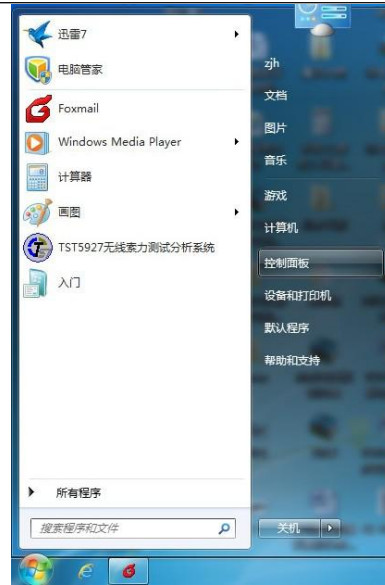 迅雷7
电脑管家
Foxmail
Windows Media Player
计算器
画图
TST5927无线索力测试分析系统
入门
所有程序
搜索程序和文件
zjh
文档
图片
音乐
游戏
计算机
控制面板
设备和打印机
默认程序
帮助和支持
关机